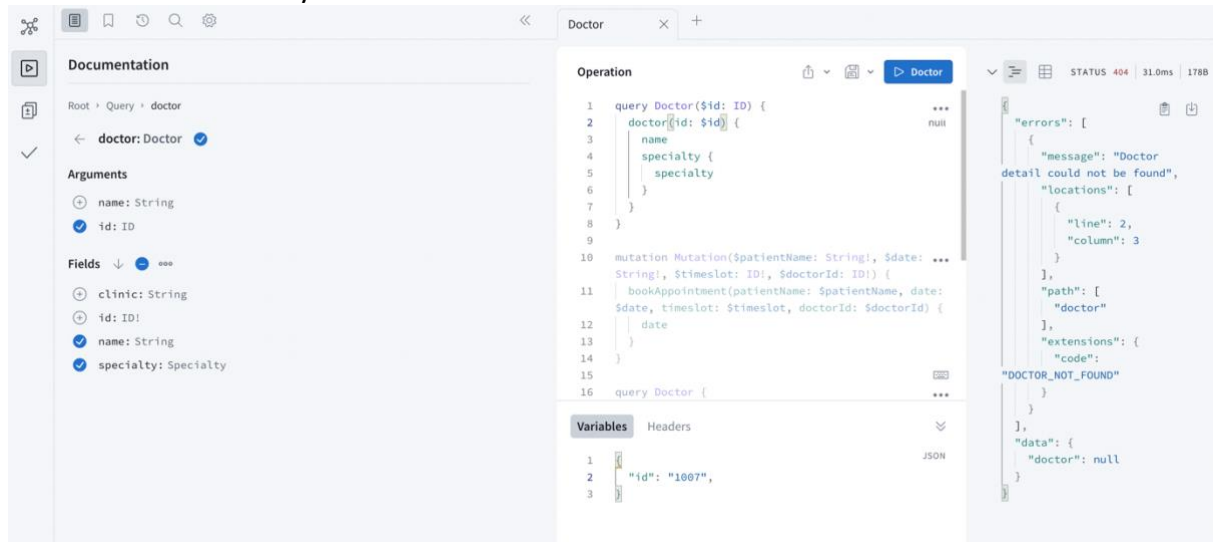 Documentation
Root › Query › doctor
← doctor: Doctor
Arguments
name: String
id: ID
Fields
clinic: String
id: ID!
name: String
specialty: Specialty
Doctor
Operation
Doctor
1 query Doctor($id: ID) {
2 doctor(id: $id) {
null
3 name
4 specialty {
5 specialty
6 }
7 }
8 }
9
10 mutation Mutation($patientName: String!, $date:
String!, $timeslot: ID!, $doctorId: ID!) {
11 bookAppointment(patientName: $patientName, date:
$date, timeslot: $timeslot, doctorId: $doctorId) {
12 date
13 }
14 }
15
16 query Doctor {
Variables Headers
JSON
1 {
2 "id": "1007",
3 }
STATUS 404 31.0ms 178B
{
"errors": [
{
"message": "Doctor
detail could not be found",
"locations": [
{
"line": 2,
"column": 3
}
],
"path": [
"doctor"
],
"extensions": {
"code":
"DOCTOR_NOT_FOUND"
}
}
],
"data": {
"doctor": null
}
}